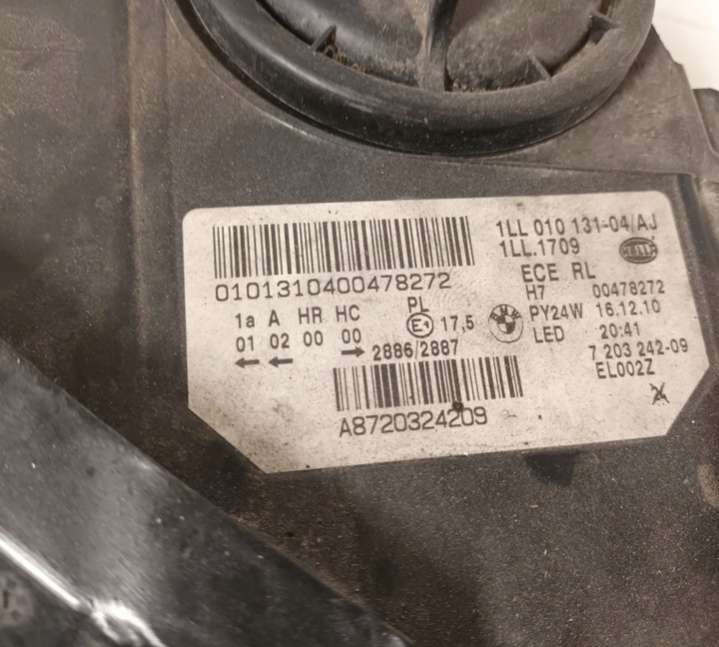 1LL 010 131-04/AJ
1LL.1709
HELLA
0101310400478272
ECE RL
H7 00478272
1a A HR HC PL
01 02 00 00 E1 17,5
BMW
PY24W 16.12.10
2886/2887
LED 20:41
7 203 242-09
EL002Z
A8720324209